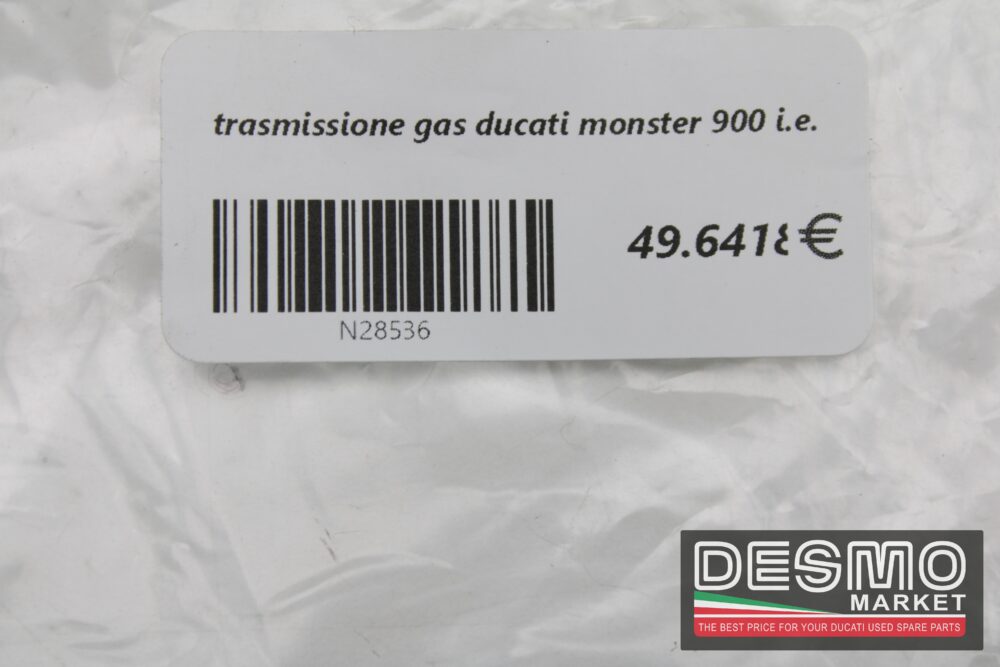 trasmissione gas ducati monster 900 i.e.
49.6418€
N28536
DESMO
MARKET
THE BEST PRICE FOR YOUR DUCATI USED SPARE PARTS